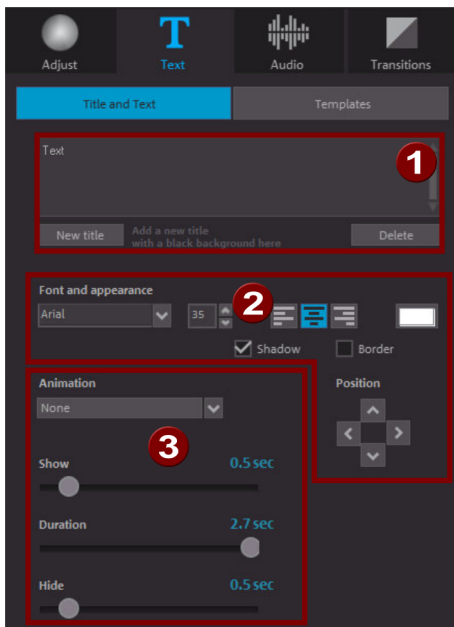 T
Adjust Text Audio Transitions
Title and Text Templates
Text
1
New title Add a new title
with a black background here
Delete
Font and appearance
Arial 35
2
Shadow Border
Animation Position
None
3
Show 0.5 sec
Duration 2.7 sec
Hide 0.5 sec